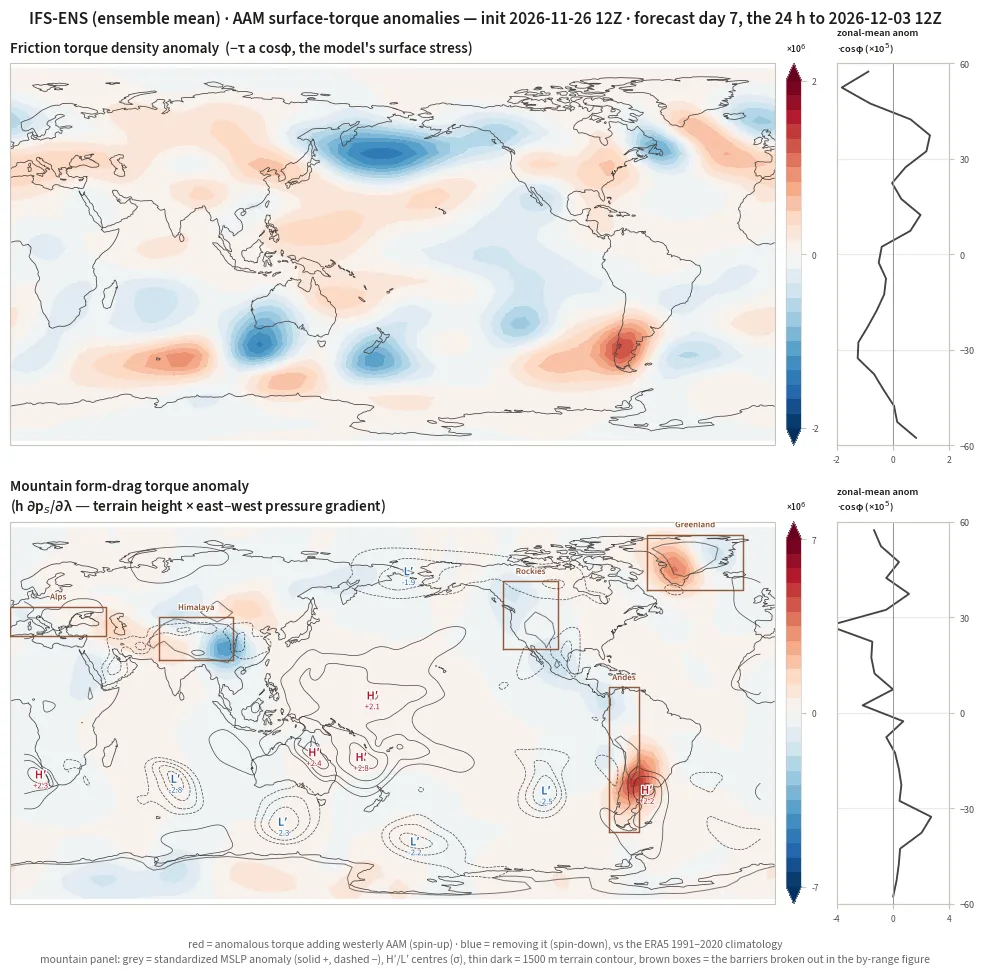 IFS-ENS (ensemble mean) · AAM surface-torque anomalies — init 2026-11-26 12Z · forecast day 7, the 24 h to 2026-12-03 12Z
Friction torque density anomaly (−τ a cosϕ, the model's surface stress)
×10⁶
zonal-mean anom
·cosϕ (×10⁵)
2
0
-2
60
30
0
−30
−60
-2
0
2
Mountain form-drag torque anomaly
(h ∂pₛ/∂λ — terrain height × east–west pressure gradient)
×10⁶
zonal-mean anom
·cosϕ (×10⁵)
Greenland
L'
-1.9
Rockies
Alps
Himalaya
Andes
H'
+2.1
H'
+2.4
H'
+2.8
H'
+2.3
L'
-2.8
L'
-2.5
H'
+2.2
L'
-2.3
L'
-2.2
7
0
-7
60
30
0
−30
−60
-4
0
4
red = anomalous torque adding westerly AAM (spin-up) · blue = removing it (spin-down), vs the ERA5 1991–2020 climatology
mountain panel: grey = standardized MSLP anomaly (solid +, dashed −), H'/L' centres (σ), thin dark = 1500 m terrain contour, brown boxes = the barriers broken out in the by-range figure